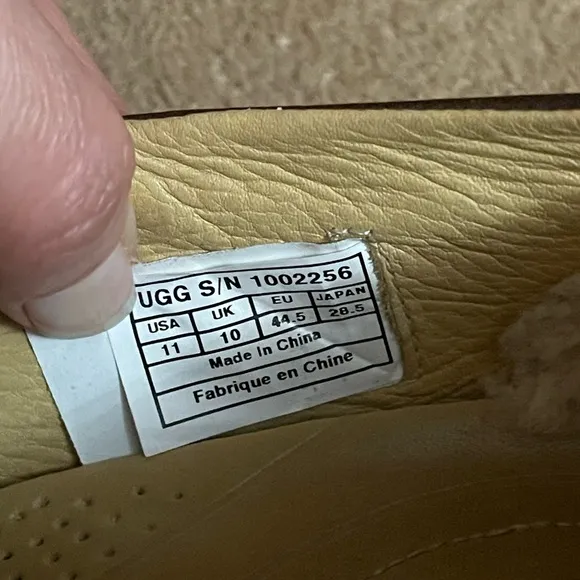 UGG S/N 1002256
USA UK EU JAPAN
11 10 44.5 28.5
Made In China
Fabrique en Chine